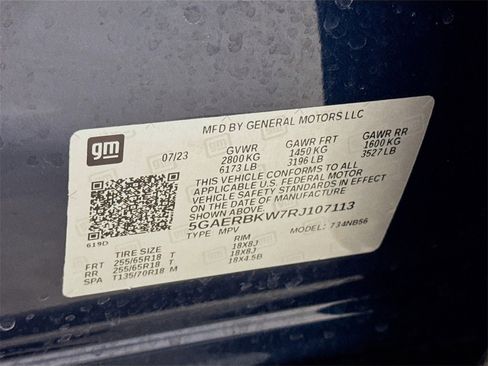 MFD BY GENERAL MOTORS LLC
gm
07/23 GVWR GAWR FRT GAWR RR
2800 KG 1450 KG 1600 KG
6173 LB 3196 LB 3527 LB
THIS VEHICLE CONFORMS TO ALL
APPLICABLE U.S. FEDERAL MOTOR
VEHICLE SAFETY STANDARDS IN EFFECT
ON THE DATE OF MANUFACTURE SHOWN ABOVE.
5GAERBKW7RJ107113
619D
TYPE: MPV MODEL: 734NB56
TIRE SIZE RIM
FRT 255/65R18 T 18X8J
RR 255/65R18 T 18X8J
SPA T135/70R18 M 18X4.5B